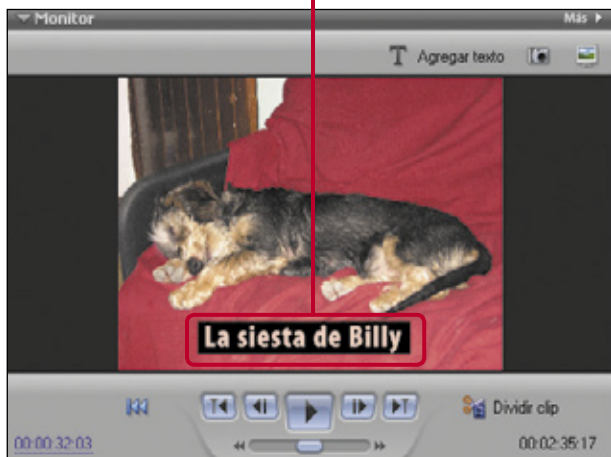 Monitor
Más
Agregar texto
La siesta de Billy
Dividir clip
00:00:32:03
00:02:35:17